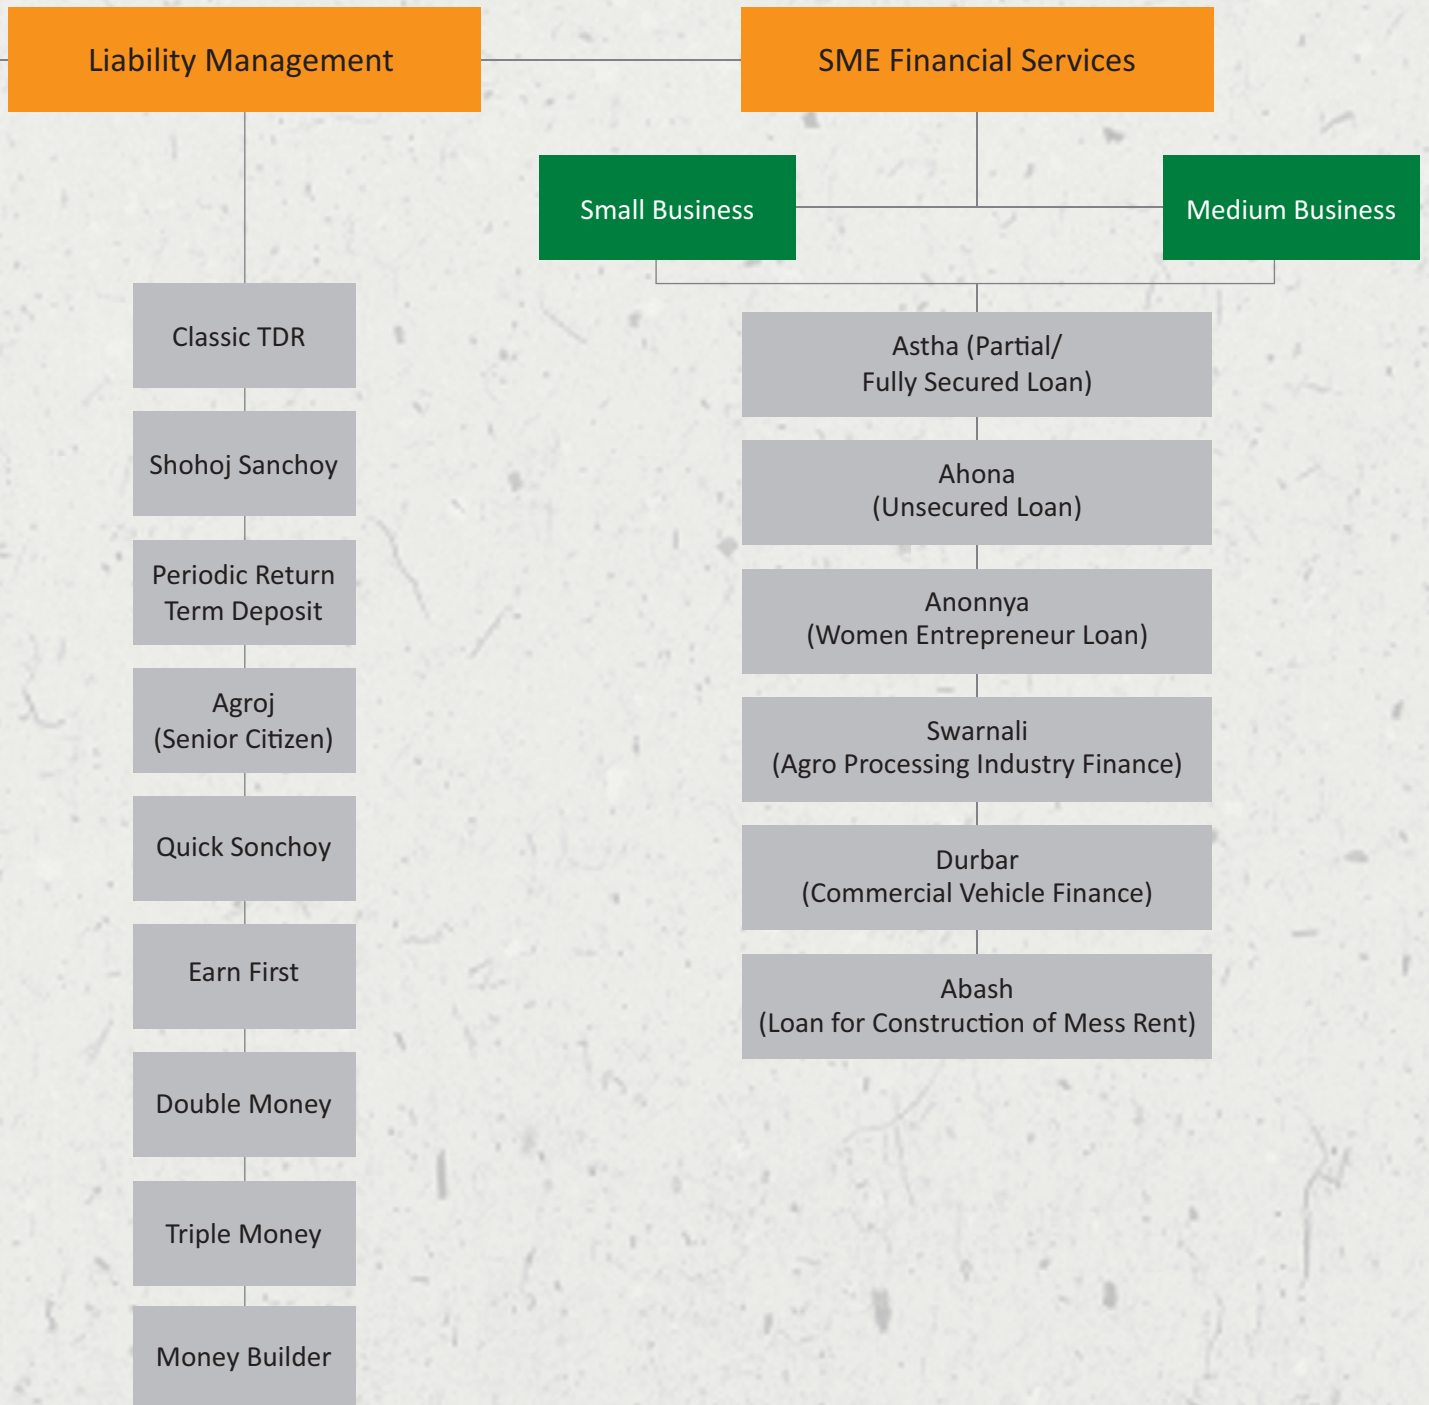 Liability Management
SME Financial Services
Small Business
Medium Business
Classic TDR
Shohoj Sanchoy
Periodic Return
Term Deposit
Agroj
(Senior Citizen)
Quick Sonchoy
Earn First
Double Money
Triple Money
Money Builder
Astha (Partial/
Fully Secured Loan)
Ahona
(Unsecured Loan)
Anonnya
(Women Entrepreneur Loan)
Swarnali
(Agro Processing Industry Finance)
Durbar
(Commercial Vehicle Finance)
Abash
(Loan for Construction of Mess Rent)